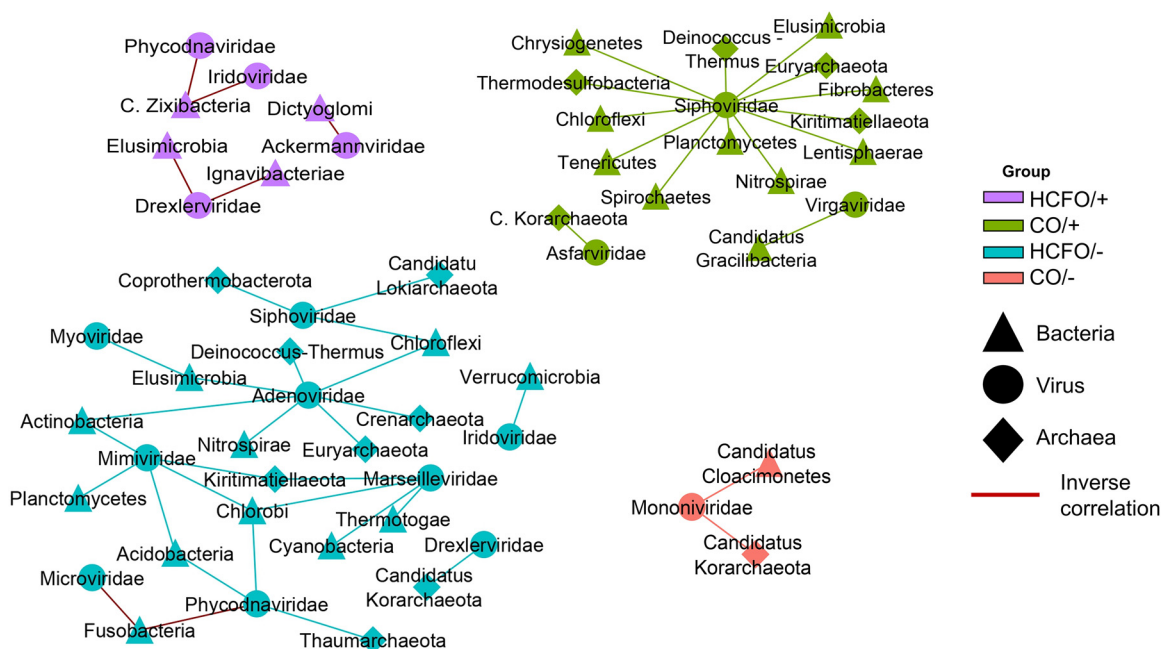 Phycodnaviridae
Iridoviridae
C. Zixibacteria
Dictyoglomi
Elusimicrobia
Ackermannviridae
Ignavibacteriae
Drexlerviridae
Elusimicrobia
Chrysiogenetes
Deinococcus -
Thermus
Euryarchaeota
Thermodesulfobacteria
Fibrobacteres
Siphoviridae
Chloroflexi
Kiritimatiellaeota
Planctomycetes
Lentisphaerae
Tenericutes
Nitrospirae
Spirochaetes
Virgaviridae
C. Korarchaeota
Asfarviridae
Candidatus
Gracilibacteria
Group
HCFO/+
CO/+
HCFO/-
CO/-
Bacteria
Virus
Archaea
Inverse
correlation
Coprothermobacterota
Candidatu
Lokiarchaeota
Siphoviridae
Myoviridae
Deinococcus-Thermus
Chloroflexi
Elusimicrobia
Verrucomicrobia
Adenoviridae
Actinobacteria
Crenarchaeota
Nitrospirae
Euryarchaeota
Iridoviridae
Mimiviridae
Kiritimatiellaeota
Marseilleviridae
Planctomycetes
Chlorobi
Thermotogae
Acidobacteria
Cyanobacteria
Drexlerviridae
Microviridae
Candidatus
Korarchaeota
Phycodnaviridae
Fusobacteria
Thaumarchaeota
Candidatus
Cloacimonetes
Mononiviridae
Candidatus
Korarchaeota